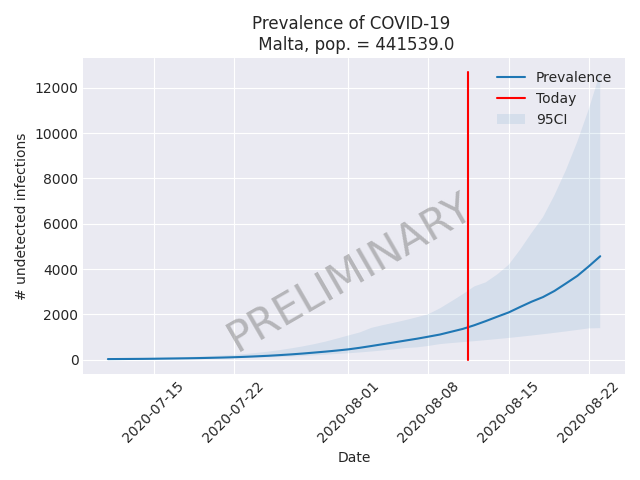 Prevalence of COVID-19
Malta, pop. = 441539.0
Prevalence
Today
95CI
PRELIMINARY
# undetected infections
12000
10000
8000
6000
4000
2000
0
2020-07-15
2020-07-22
2020-08-01
2020-08-08
2020-08-15
2020-08-22
Date